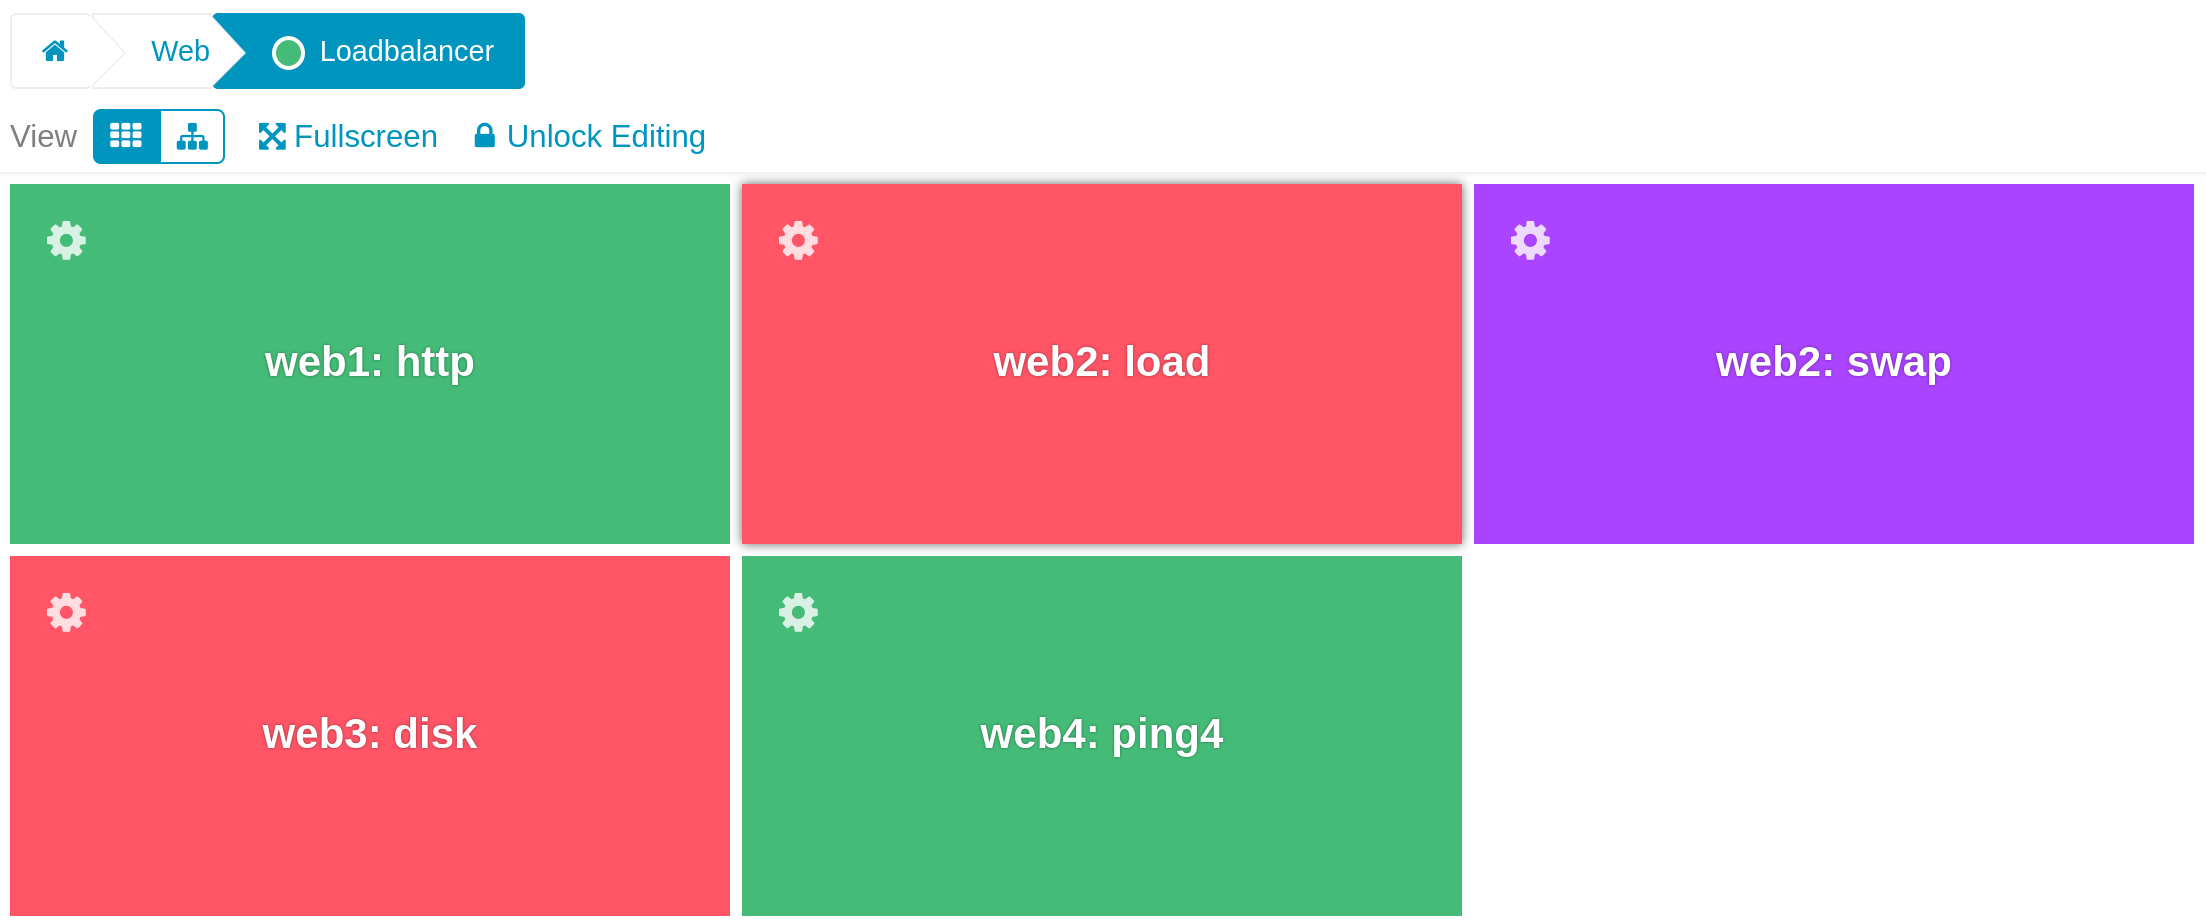 Web
Loadbalancer
View
Fullscreen
Unlock Editing
web1: http
web2: load
web2: swap
web3: disk
web4: ping4